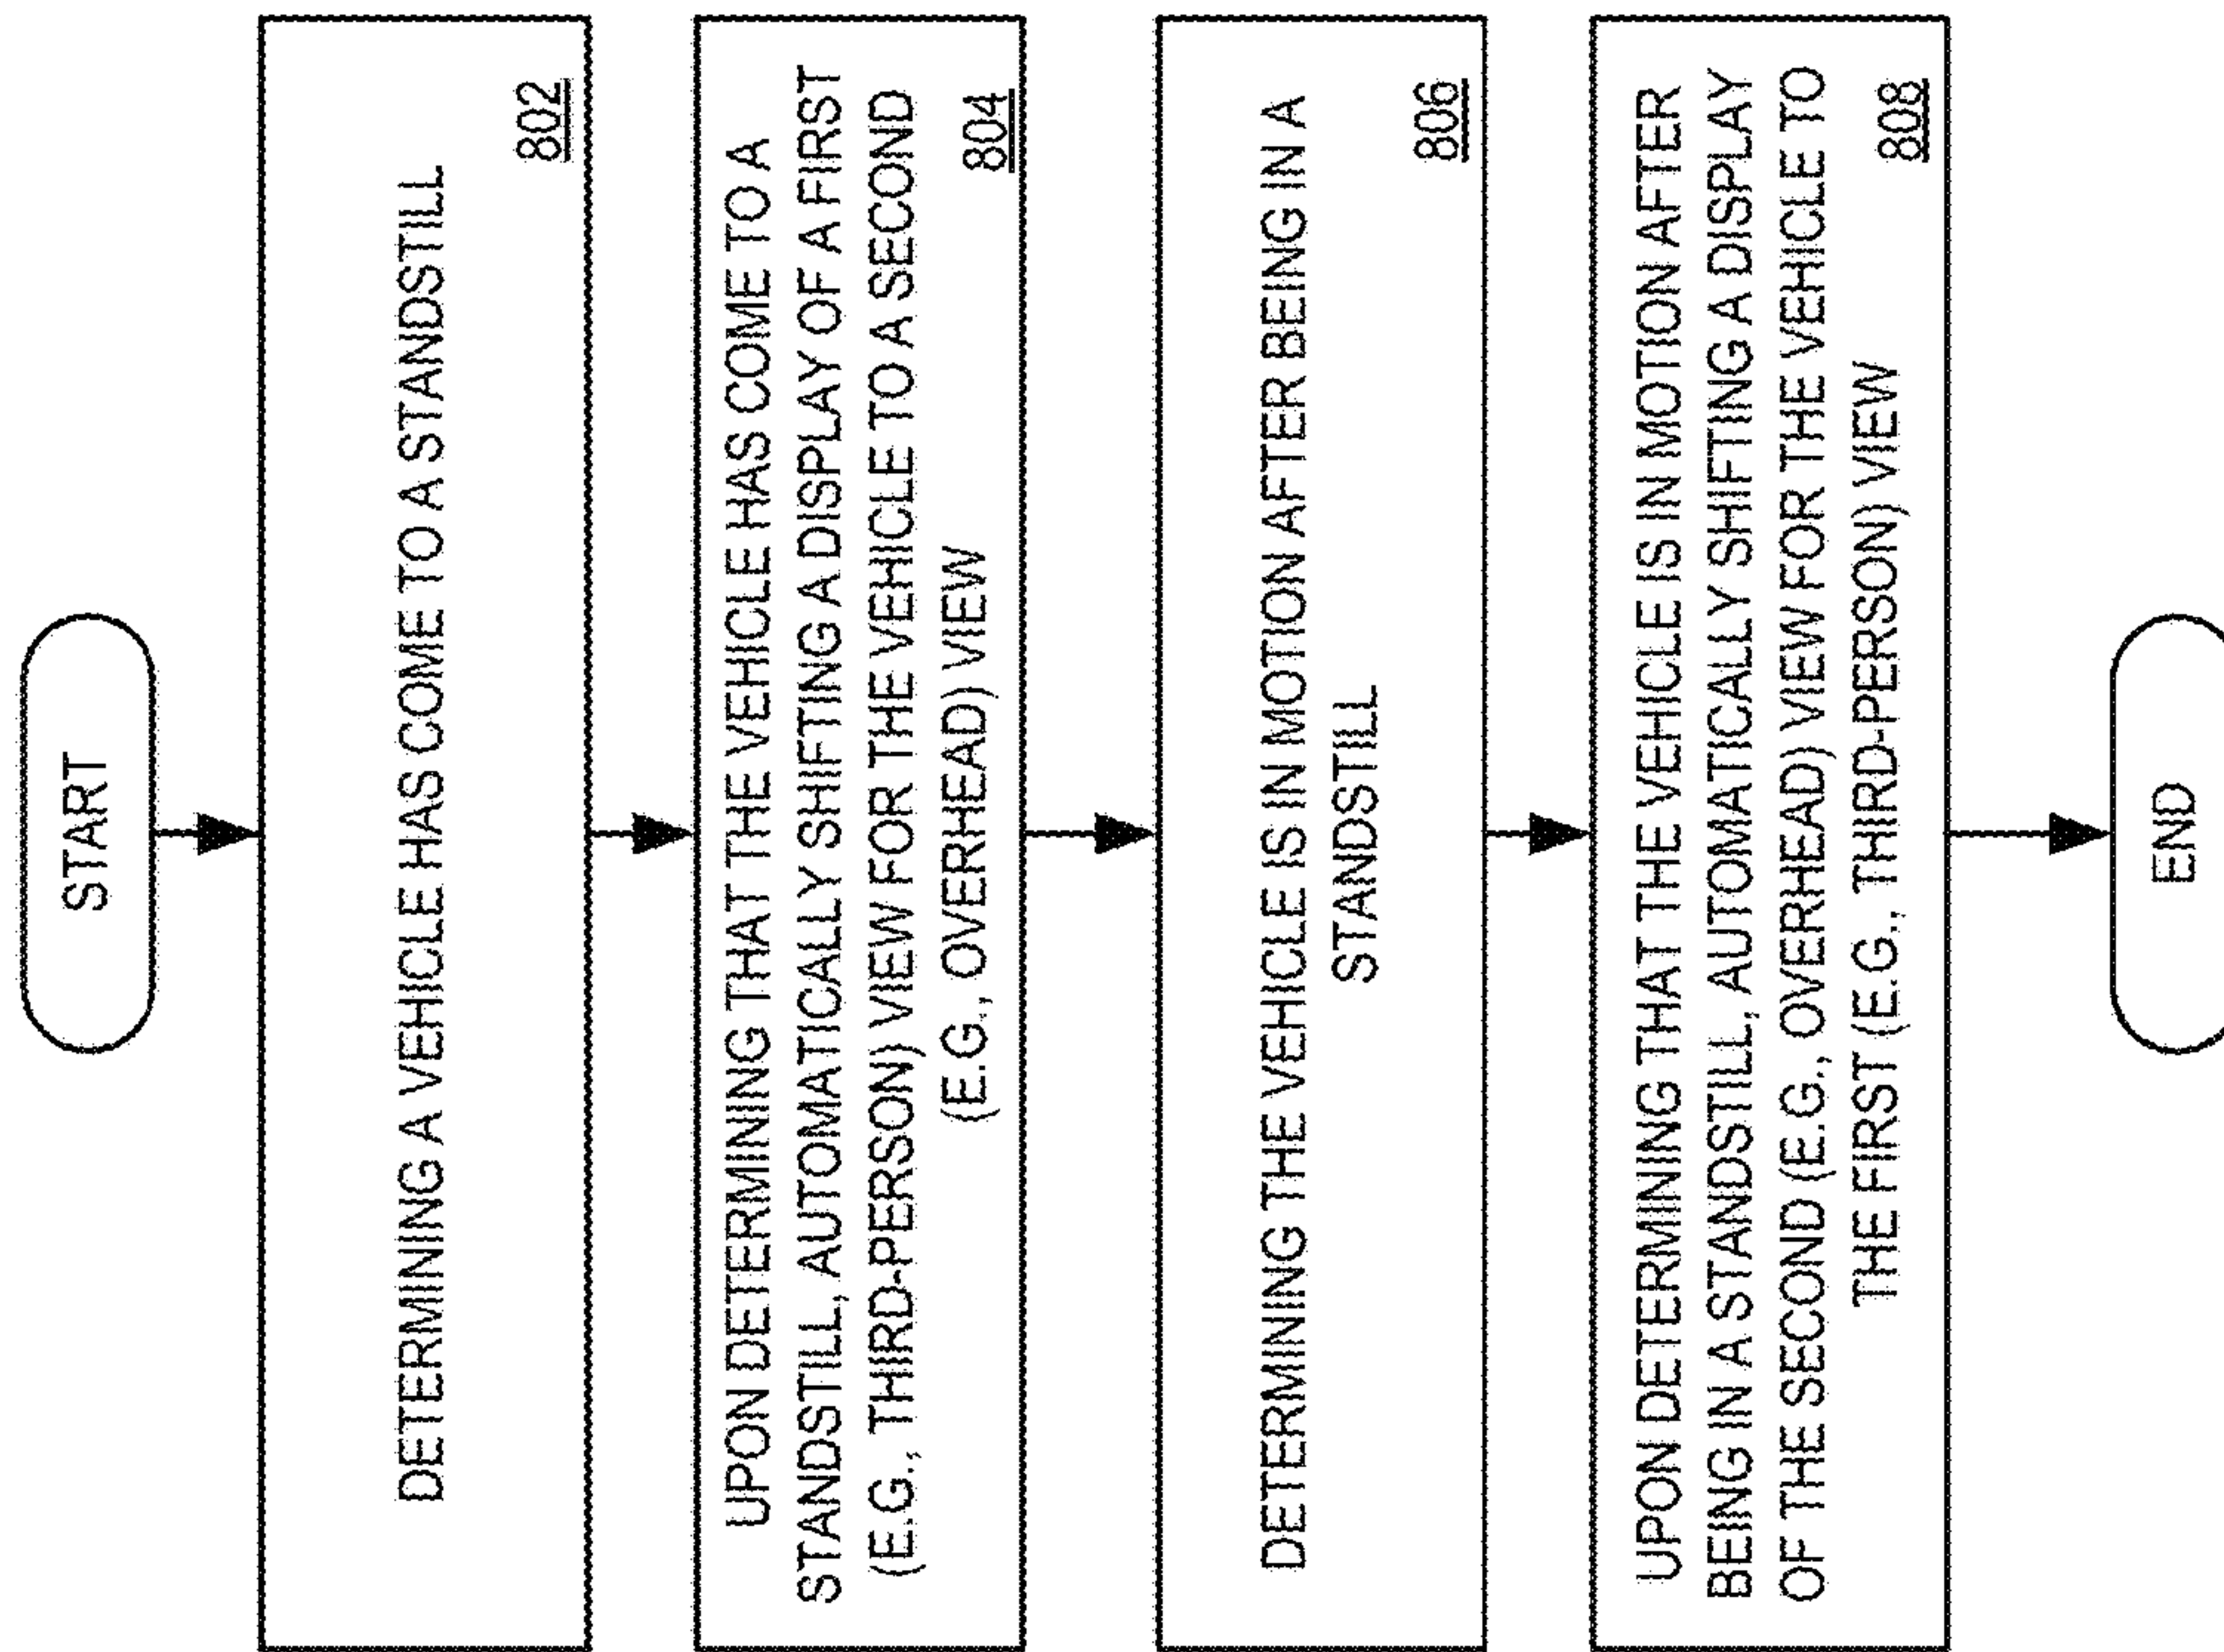 START
DETERMINING A VEHICLE HAS COME TO A STANDSTILL
802
UPON DETERMINING THAT THE VEHICLE HAS COME TO A
STANDSTILL, AUTOMATICALLY SHIFTING A DISPLAY OF A FIRST
(E.G., THIRD-PERSON) VIEW FOR THE VEHICLE TO A SECOND
(E.G., OVERHEAD) VIEW
804
DETERMINING THE VEHICLE IS IN MOTION AFTER BEING IN A
STANDSTILL
806
UPON DETERMINING THAT THE VEHICLE IS IN MOTION AFTER
BEING IN A STANDSTILL, AUTOMATICALLY SHIFTING A DISPLAY
OF THE SECOND (E.G., OVERHEAD) VIEW FOR THE VEHICLE TO
THE FIRST (E.G., THIRD-PERSON) VIEW
808
END